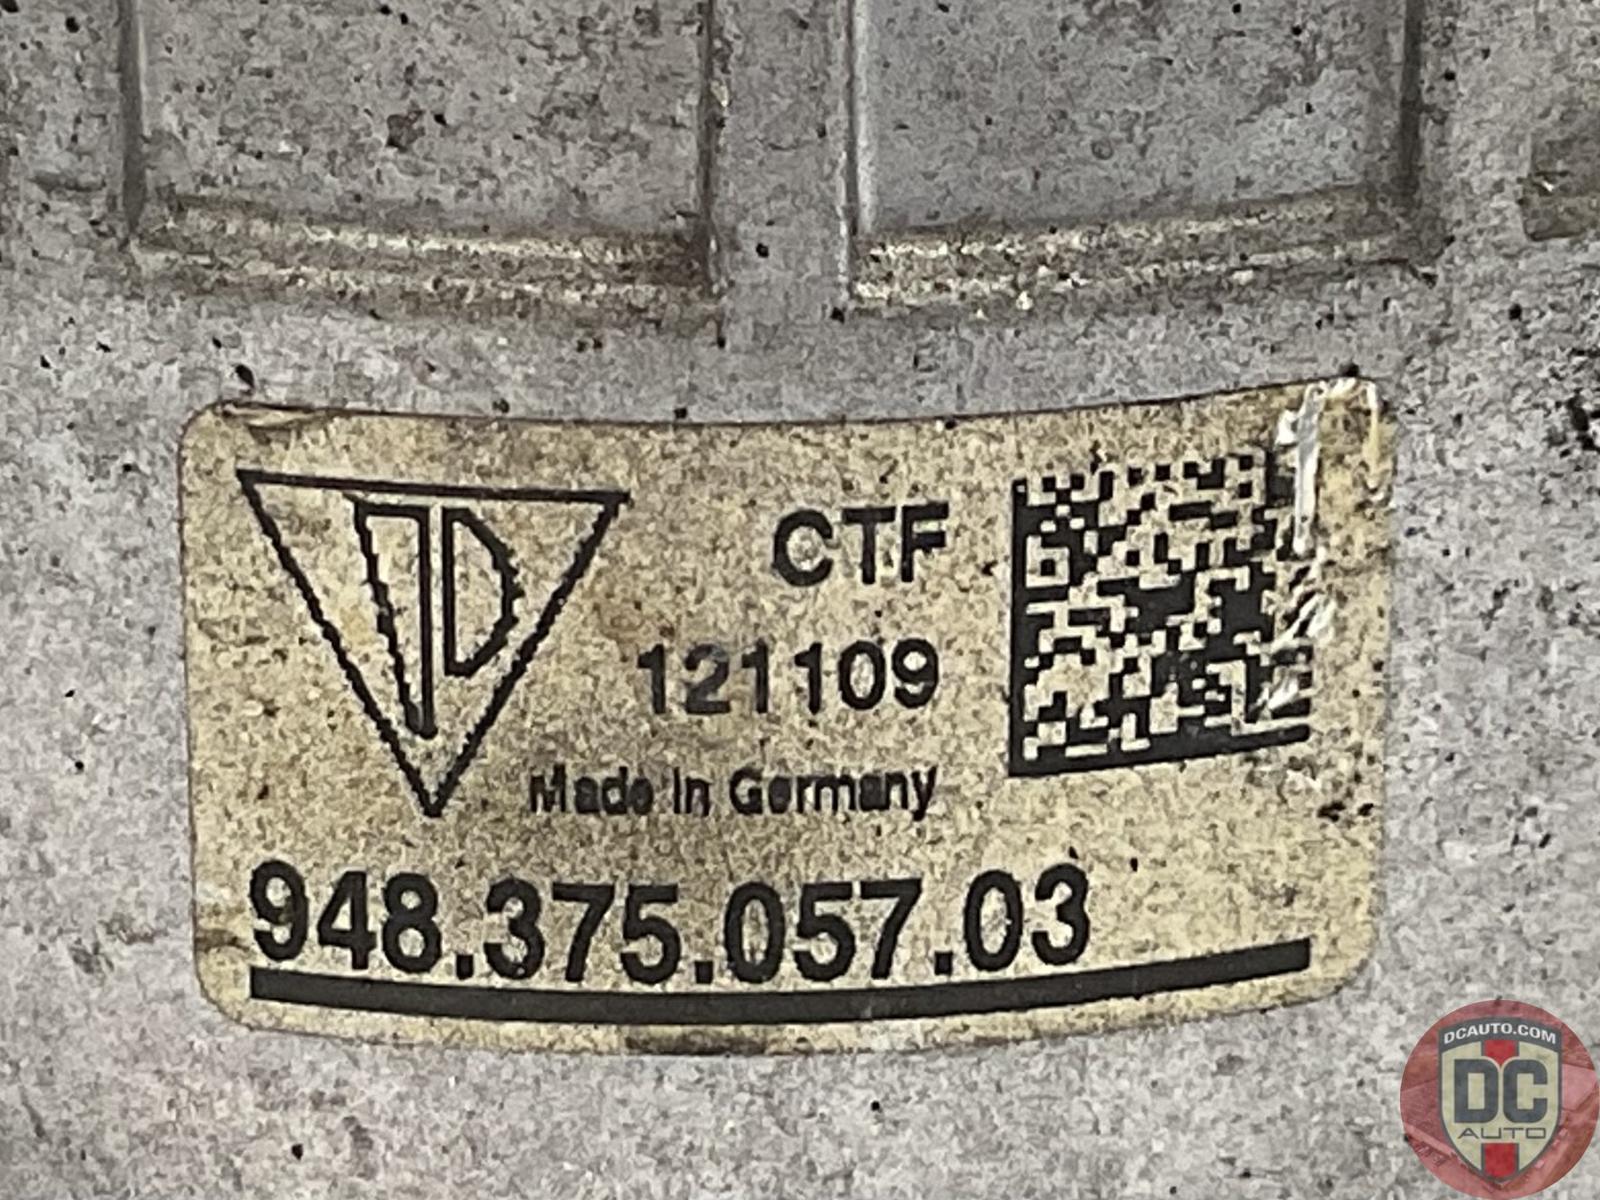 CTF
121109
Made in Germany
948.375.057.03
DCAUTO.COM
DC
AUTO